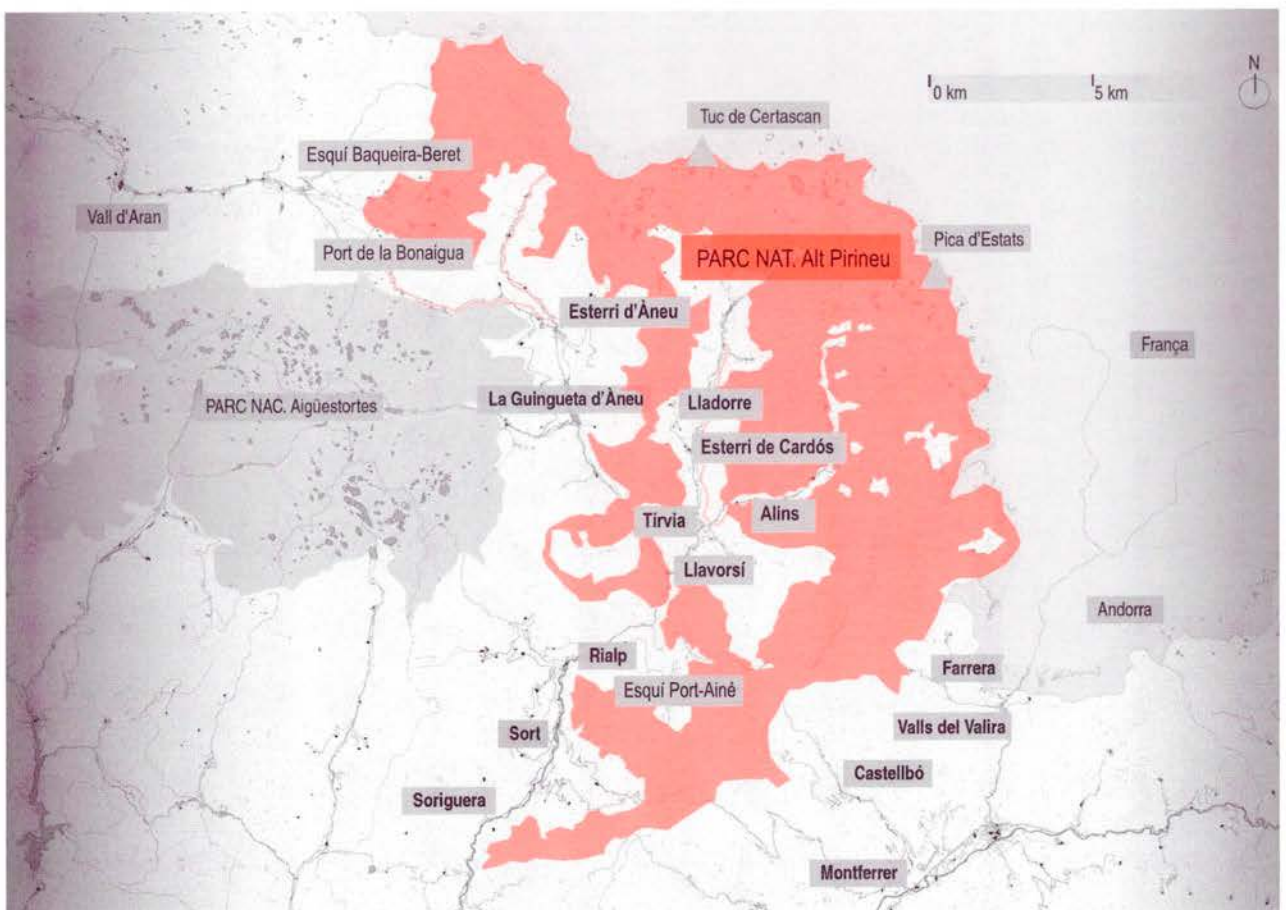 N
0 km
5 km
Tuc de Certascan
Esquí Baqueira-Beret
Vall d'Aran
Port de la Bonaigua
PARC NAT. Alt Pirineu
Pica d'Estats
Esterri d'Àneu
França
PARC NAC. Aigüestortes
La Guingueta d'Àneu
Lladorre
Esterri de Cardós
Tírvia
Alins
Llavorsí
Andorra
Rialp
Farrera
Esquí Port-Ainé
Sort
Valls del Valira
Soriguera
Castellbó
Montferrer